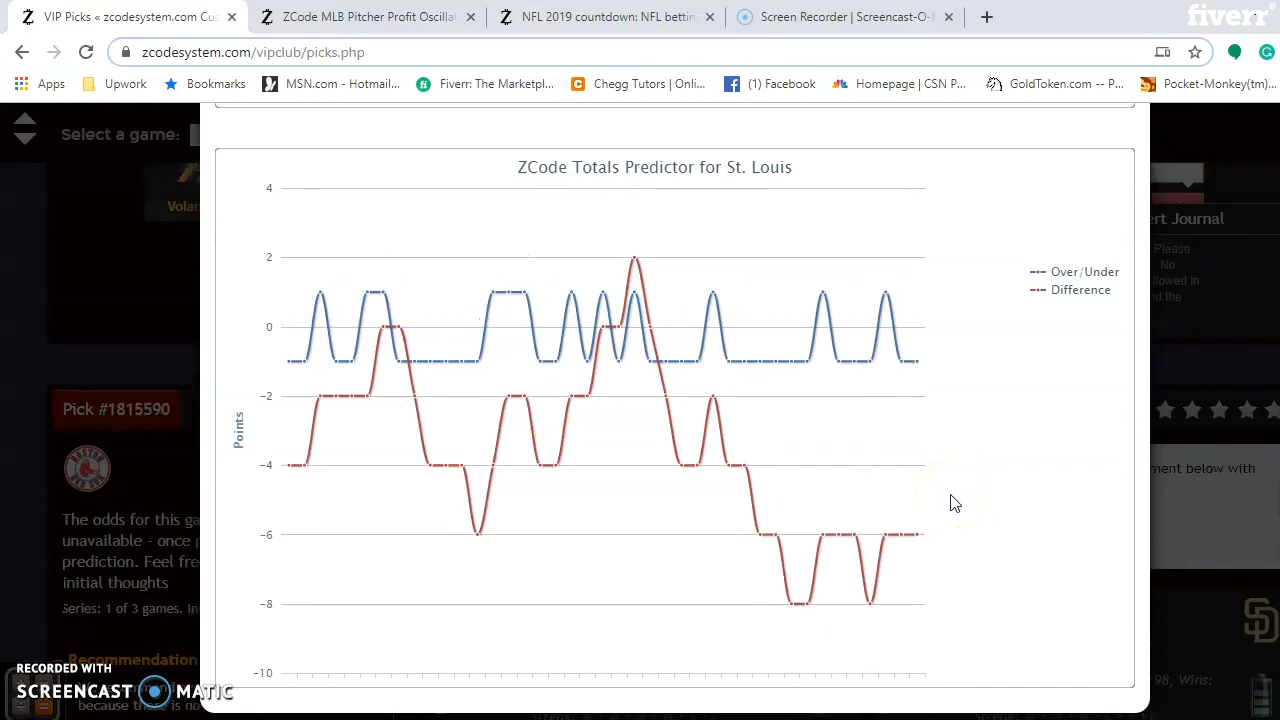 VIP Picks « zcodesystem.com Cus
ZCode MLB Pitcher Profit Oscilla
NFL 2019 countdown: NFL bettin
Screen Recorder | Screencast-O-
fiverr
zcodesystem.com/vipclub/picks.php
Apps
Upwork
Bookmarks
MSN.com - Hotmail...
Fiverr: The Marketpl...
Chegg Tutors | Onli...
(1) Facebook
Homepage | CSN P...
GoldToken.com -- P...
Pocket-Monkey(tm)...
Select a game:
Vola
ZCode Totals Predictor for St. Louis
4
2
0
−2
−4
−6
−8
−10
Points
Over/Under
Difference
ert Journal
Please
No
llowed in
d the
Pick #1815590
The odds for this ga
unavailable - once p
prediction. Feel fre
initial thoughts
Series: 1 of 3 games. In
Recommendation
because there is no
ment below with
98, Wins:
RECORDED WITH
SCREENCAST MATIC